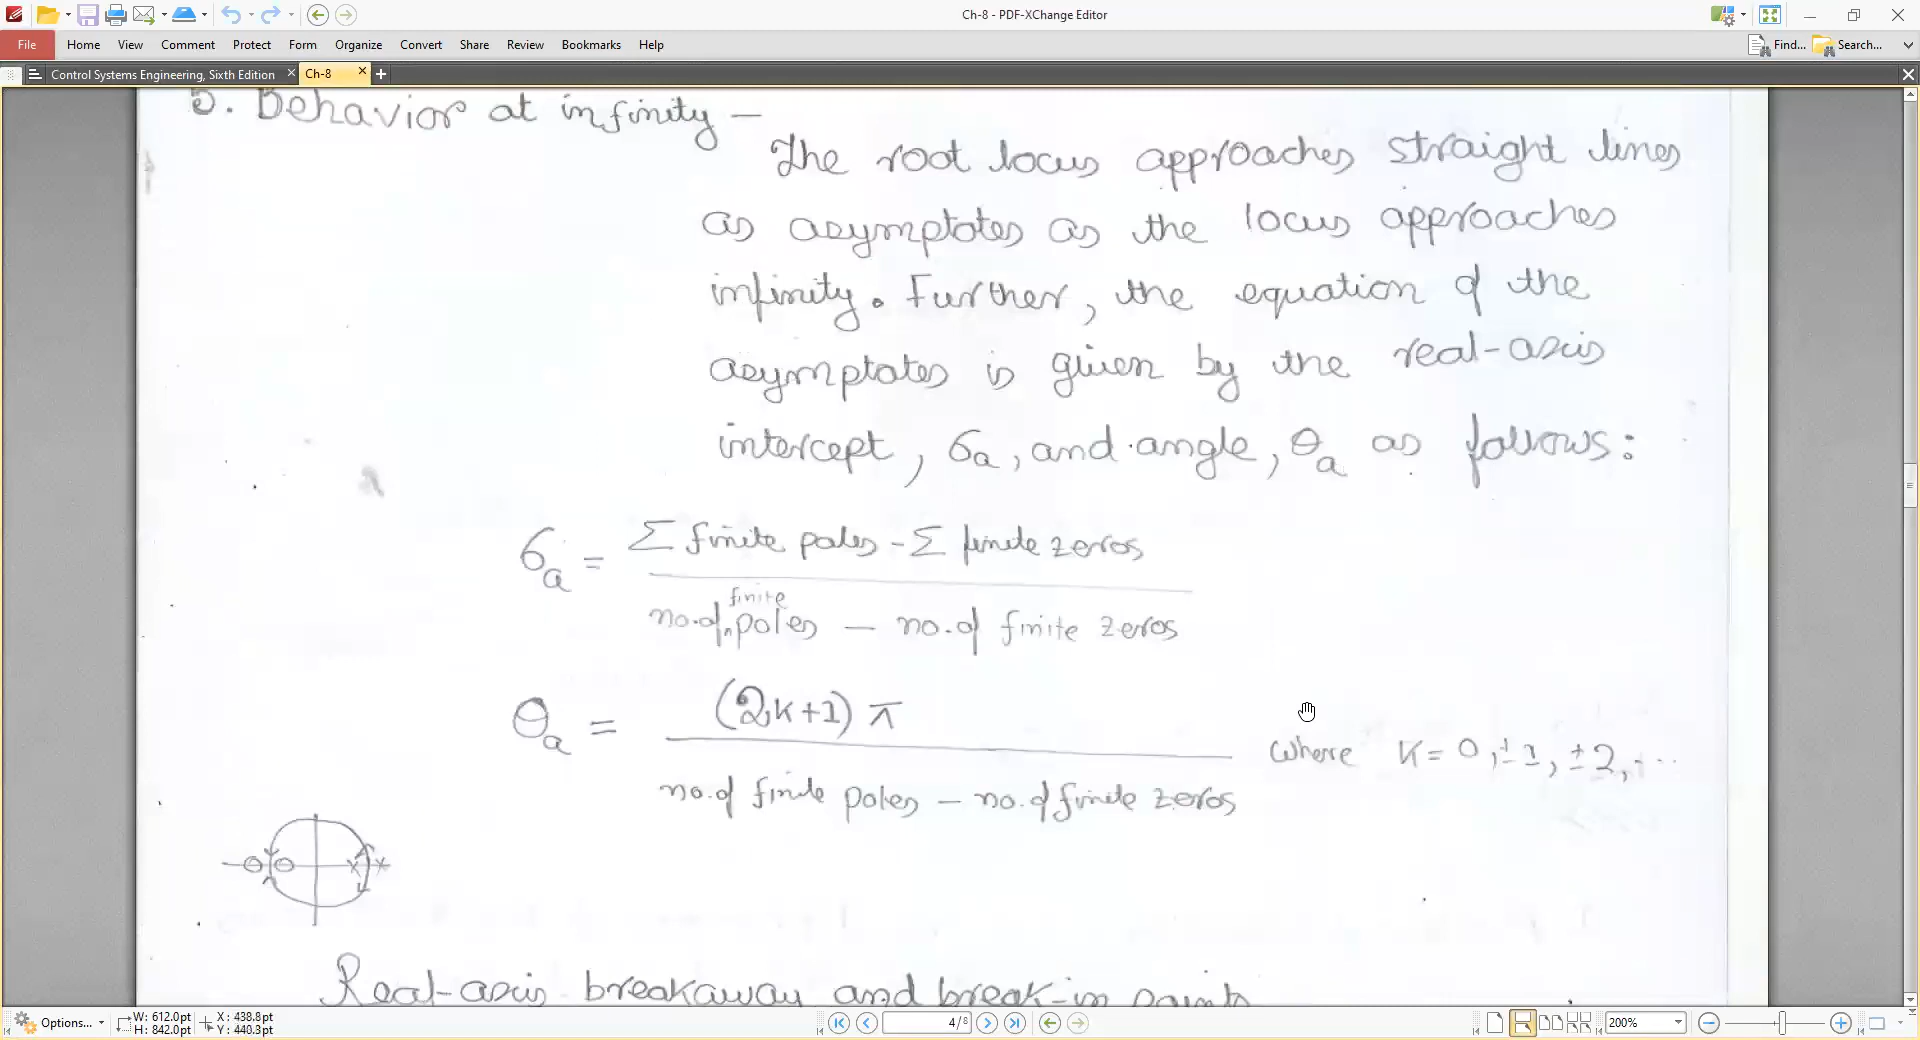 Ch-8 - PDF-XChange Editor
File Home View Comment Protect Form Organize Convert Share Review Bookmarks Help Find... Search...
Control Systems Engineering, Sixth Edition Ch-8
5. Behavior at infinity —
The root locus approaches straight lines
as asymptotes as the locus approaches
infinity. Further, the equation of the
asymptotes is given by the real-axis
intercept, σa, and angle, θa as follows:
σa = Σ finite poles - Σ finite zeros
no. of finite poles — no. of finite zeros
θa = (2k+1) π
where K = 0, ±1, ±2, ...
no. of finite poles — no. of finite zeros
Real-axis breakaway and break-in points
Options... W: 612.0pt X: 438.8pt 4/8 200%
H: 842.0pt Y: 440.3pt